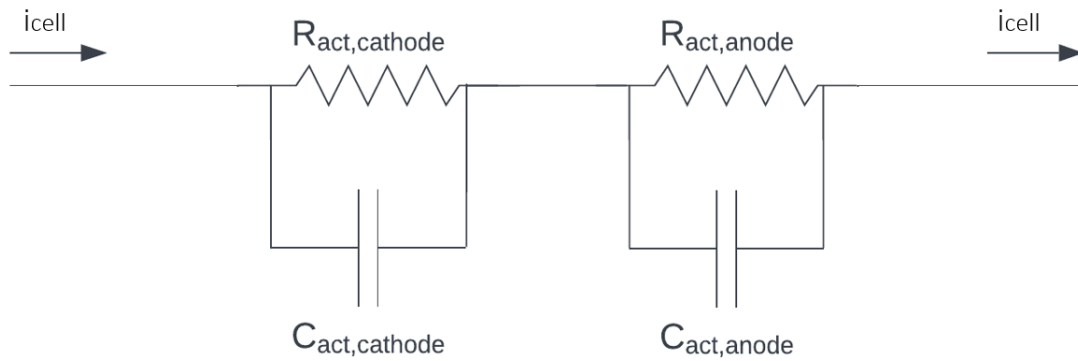 icell
icell
Ract,cathode
Ract,anode
Cact,cathode
Cact,anode